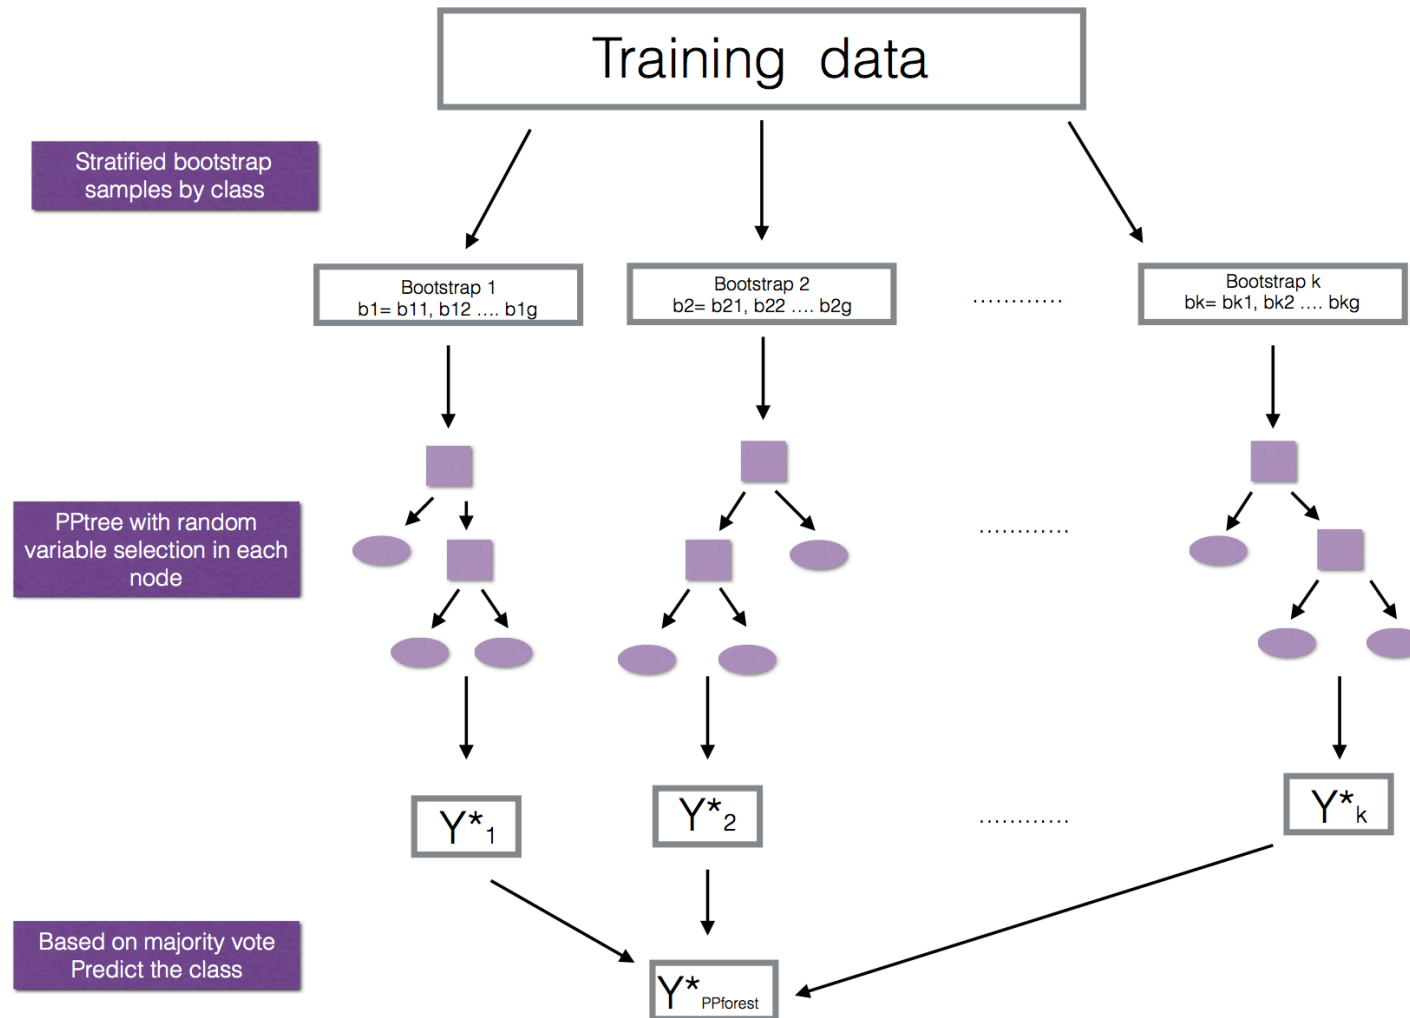 Training data
Stratified bootstrap
samples by class
Bootstrap 1
b1= b11, b12 .... b1g
Bootstrap 2
b2= b21, b22 .... b2g
............
Bootstrap k
bk= bk1, bk2 .... bkg
PPtree with random
variable selection in each
node
............
Y*1
Y*2
............
Y*k
Based on majority vote
Predict the class
Y*PPforest